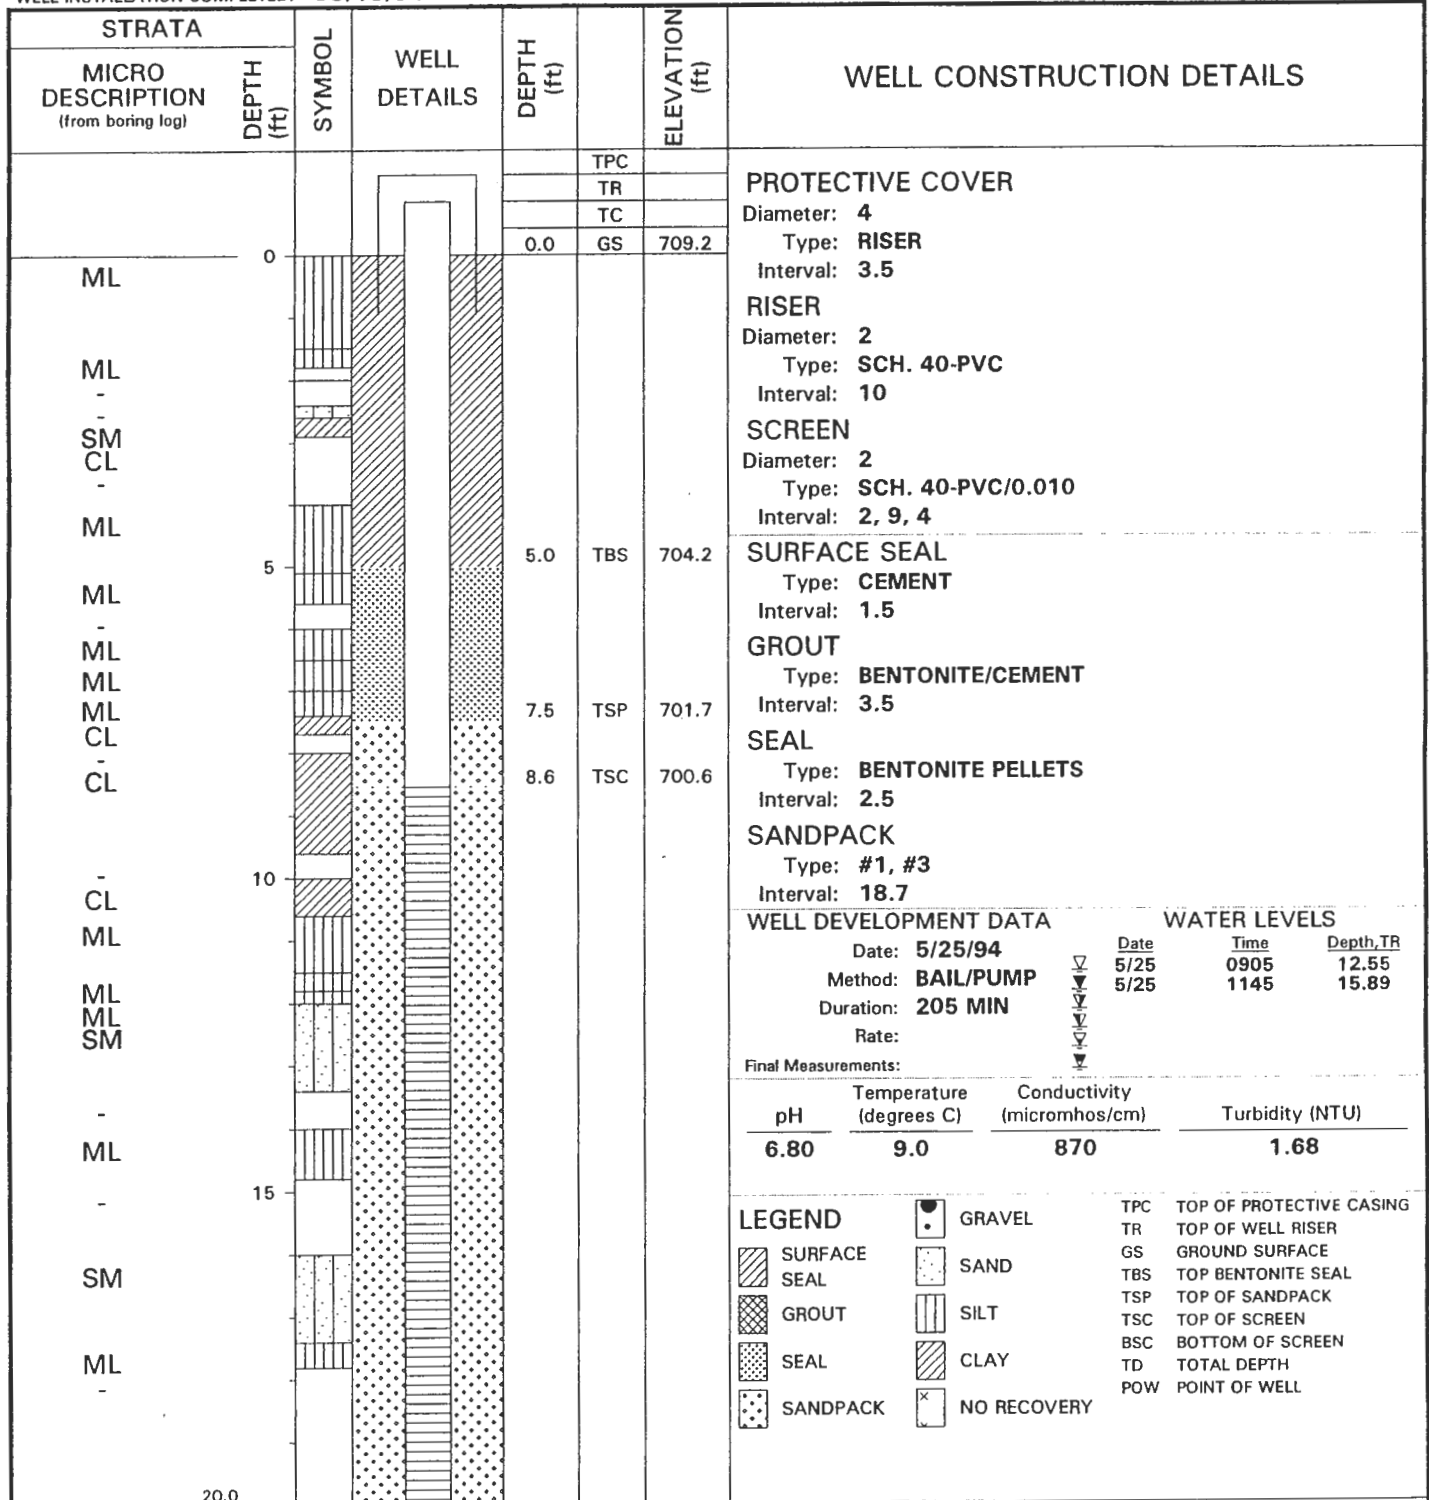 STRATA
MICRO
DESCRIPTION
(from boring log)
DEPTH
(ft)
SYMBOL
WELL
DETAILS
DEPTH
(ft)
ELEVATION
(ft)
WELL CONSTRUCTION DETAILS
TPC
TR
TC
0.0 GS 709.2
0
ML
ML
-
-
SM
CL
-
ML
5
5.0 TBS 704.2
ML
-
ML
ML
ML
7.5 TSP 701.7
CL
-
CL
8.6 TSC 700.6
-
10
CL
ML
ML
ML
SM
-
ML
15
-
SM
ML
-
20.0
PROTECTIVE COVER
Diameter: 4
Type: RISER
Interval: 3.5
RISER
Diameter: 2
Type: SCH. 40-PVC
Interval: 10
SCREEN
Diameter: 2
Type: SCH. 40-PVC/0.010
Interval: 2, 9, 4
SURFACE SEAL
Type: CEMENT
Interval: 1.5
GROUT
Type: BENTONITE/CEMENT
Interval: 3.5
SEAL
Type: BENTONITE PELLETS
Interval: 2.5
SANDPACK
Type: #1, #3
Interval: 18.7
WELL DEVELOPMENT DATA
Date: 5/25/94
Method: BAIL/PUMP
Duration: 205 MIN
Rate:
Final Measurements:
WATER LEVELS
Date Time Depth,TR
5/25 0905 12.55
5/25 1145 15.89
pH
Temperature
(degrees C)
Conductivity
(micromhos/cm)
Turbidity (NTU)
6.80 9.0 870 1.68
LEGEND
SURFACE
SEAL
GROUT
SEAL
SANDPACK
GRAVEL
SAND
SILT
CLAY
NO RECOVERY
TPC TOP OF PROTECTIVE CASING
TR TOP OF WELL RISER
GS GROUND SURFACE
TBS TOP BENTONITE SEAL
TSP TOP OF SANDPACK
TSC TOP OF SCREEN
BSC BOTTOM OF SCREEN
TD TOTAL DEPTH
POW POINT OF WELL